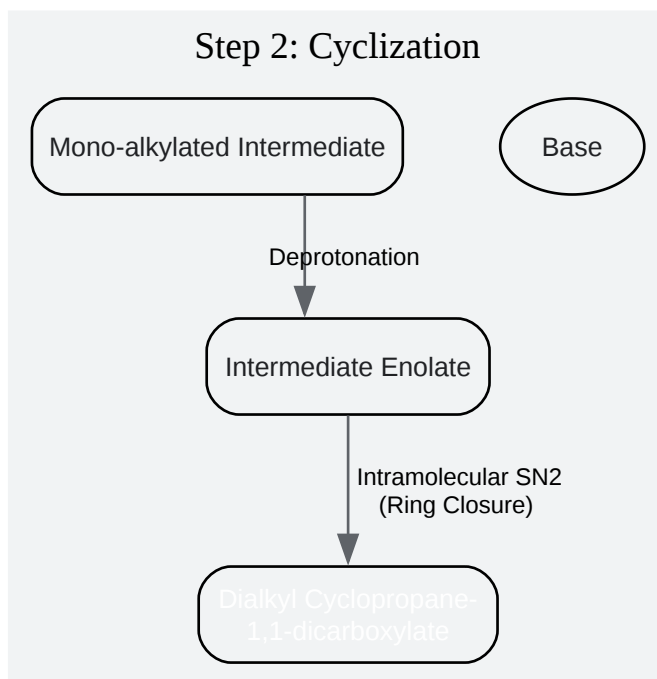 Step 2: Cyclization
Mono-alkylated Intermediate
Base
Deprotonation
Intermediate Enolate
Intramolecular SN2
(Ring Closure)
Dialkyl Cyclopropane-
1,1-dicarboxylate